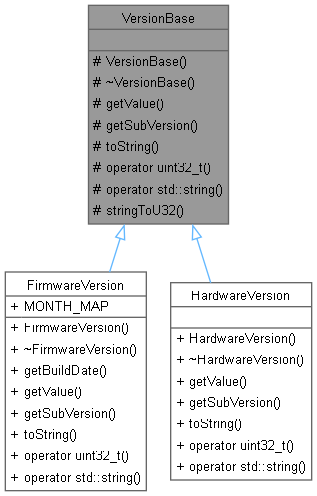 VersionBase
# VersionBase()
# ~VersionBase()
# getValue()
# getSubVersion()
# toString()
# operator uint32_t()
# operator std::string()
# stringToU32()
FirmwareVersion
+ MONTH_MAP
+ FirmwareVersion()
+ ~FirmwareVersion()
+ getBuildDate()
+ getValue()
+ getSubVersion()
+ toString()
+ operator uint32_t()
+ operator std::string()
HardwareVersion
+ HardwareVersion()
+ ~HardwareVersion()
+ getValue()
+ getSubVersion()
+ toString()
+ operator uint32_t()
+ operator std::string()